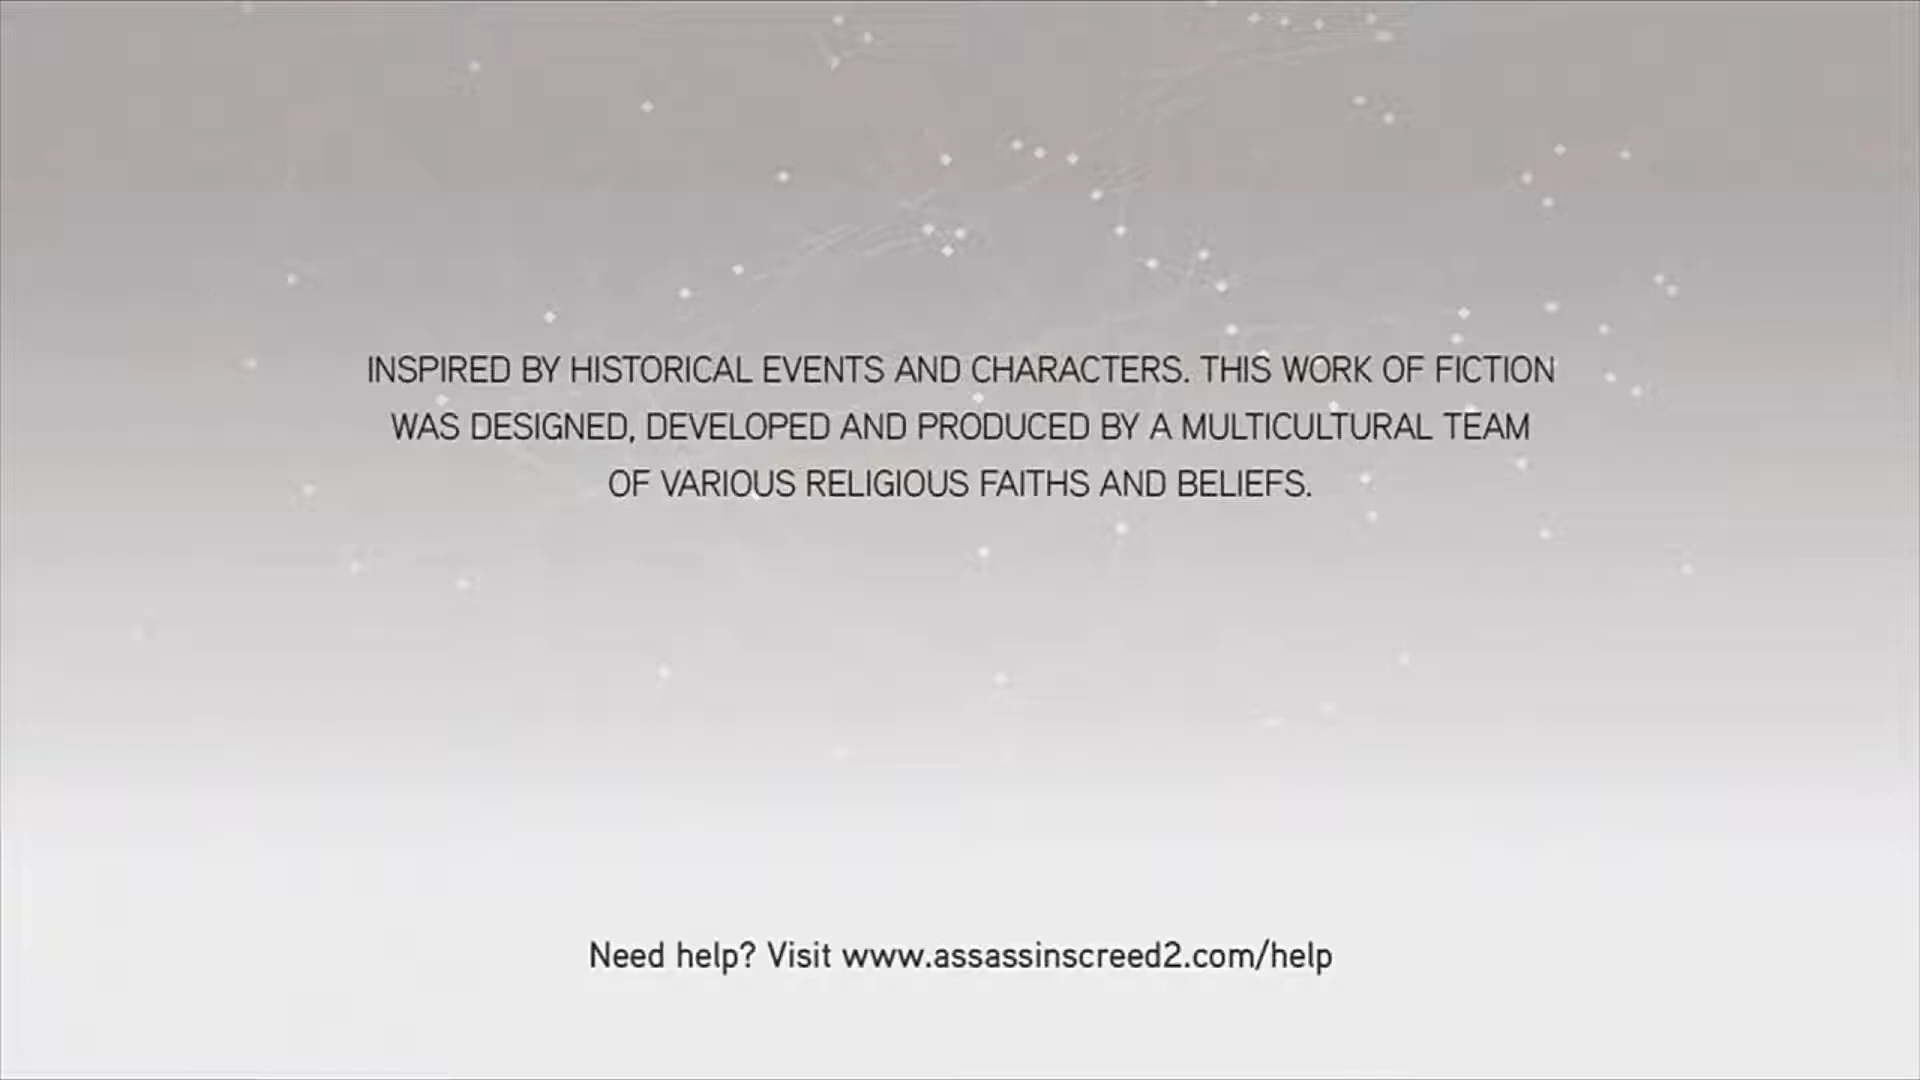 INSPIRED BY HISTORICAL EVENTS AND CHARACTERS. THIS WORK OF FICTION
WAS DESIGNED, DEVELOPED AND PRODUCED BY A MULTICULTURAL TEAM
OF VARIOUS RELIGIOUS FAITHS AND BELIEFS.
Need help? Visit www.assassinscreed2.com/help